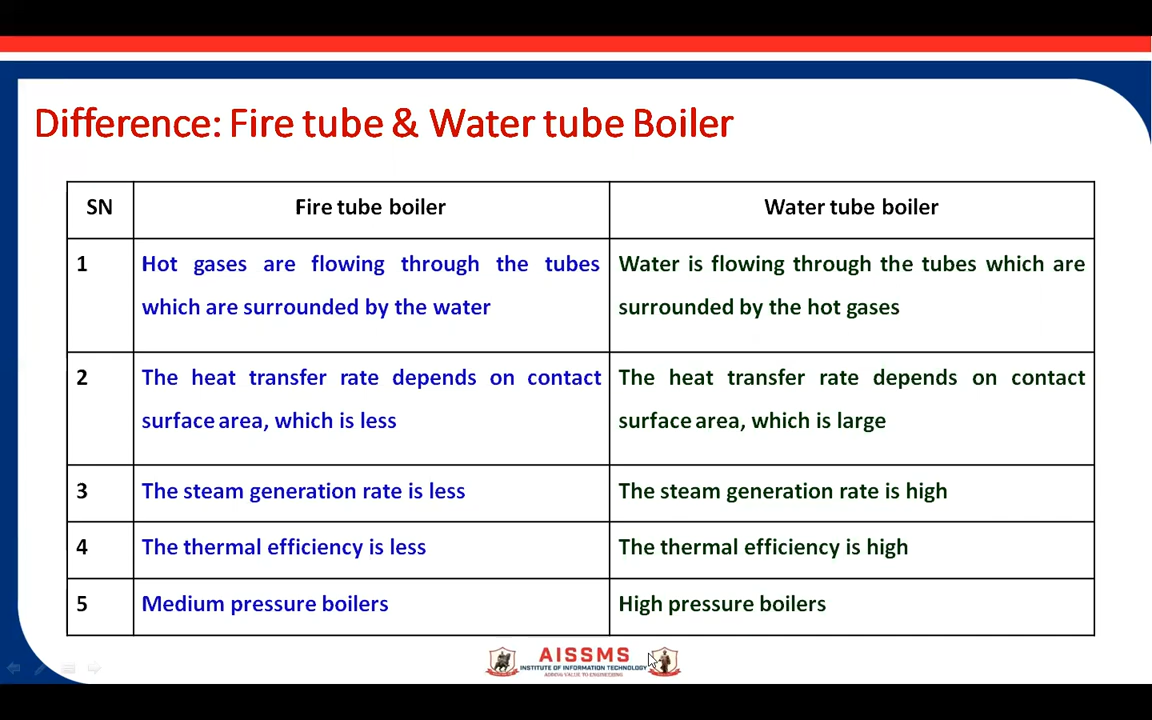 Difference: Fire tube & Water tube Boiler
SN Fire tube boiler Water tube boiler
1 Hot gases are flowing through the tubes Water is flowing through the tubes which are
which are surrounded by the water surrounded by the hot gases
2 The heat transfer rate depends on contact The heat transfer rate depends on contact
surface area, which is less surface area, which is large
3 The steam generation rate is less The steam generation rate is high
4 The thermal efficiency is less The thermal efficiency is high
5 Medium pressure boilers High pressure boilers
AISSMS
INSTITUTE OF INFORMATION TECHNOLOGY
ADDING VALUE TO ENGINEERING